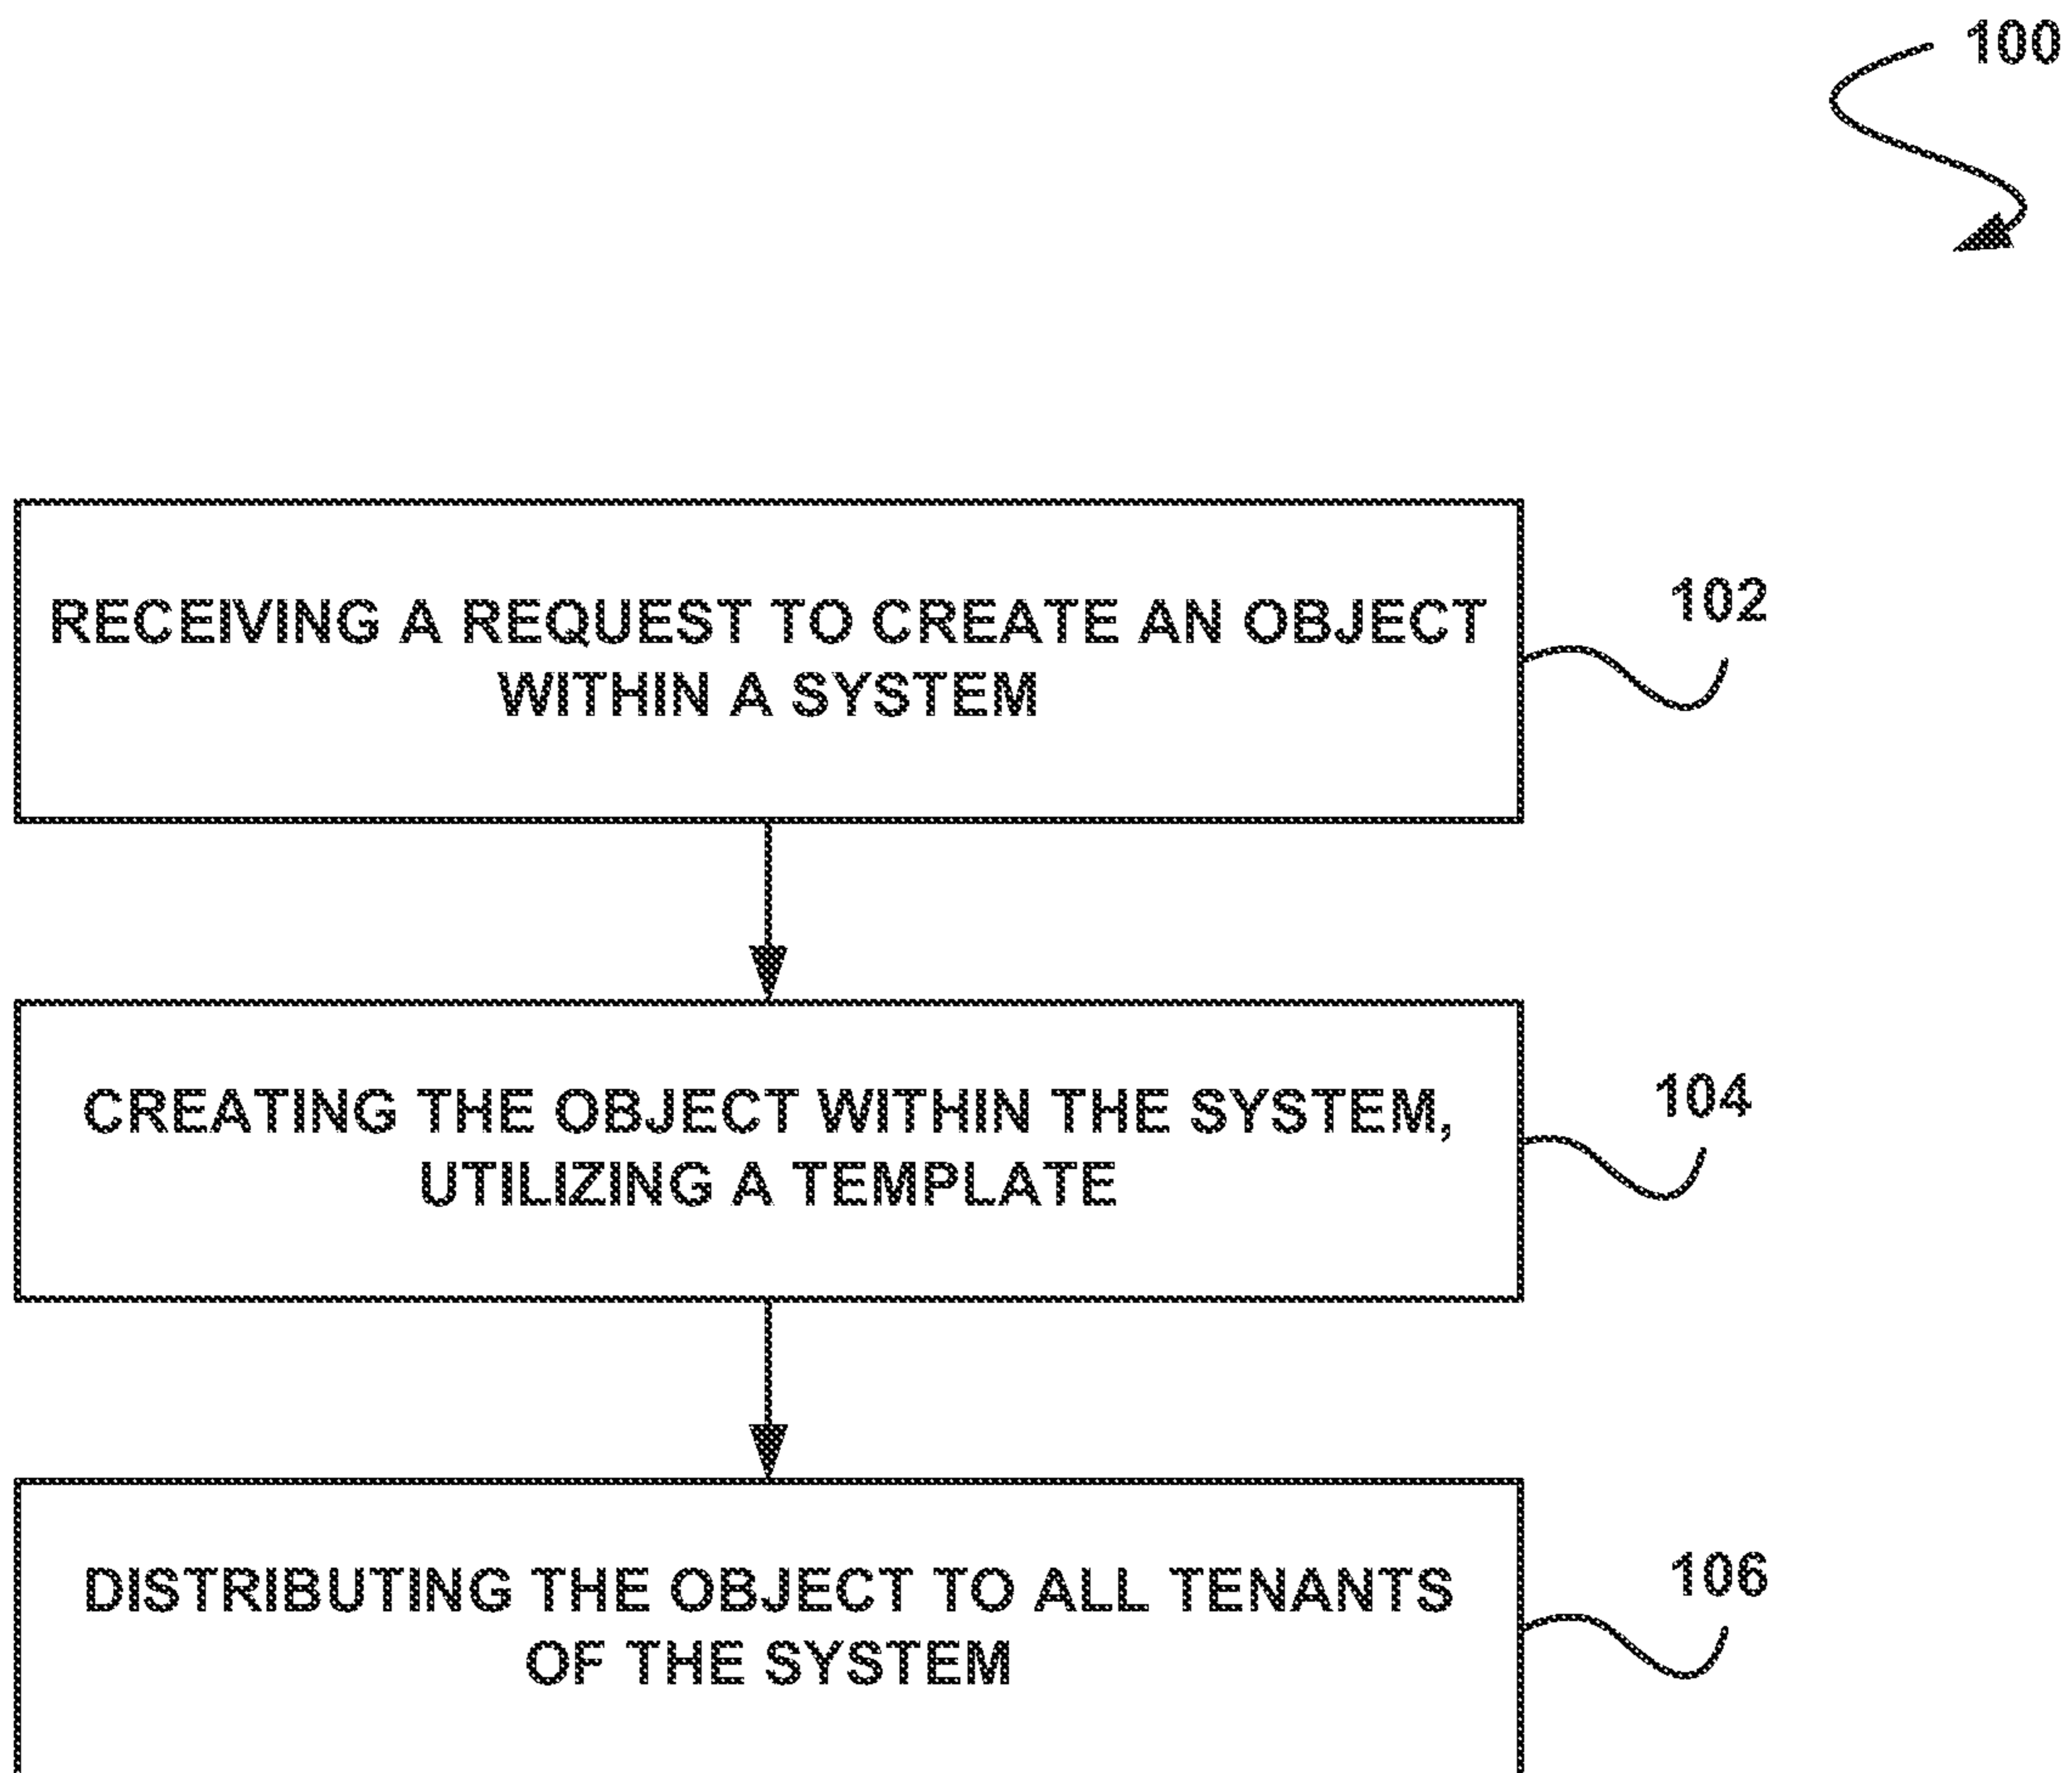 100
RECEIVING A REQUEST TO CREATE AN OBJECT
WITHIN A SYSTEM
102
CREATING THE OBJECT WITHIN THE SYSTEM,
UTILIZING A TEMPLATE
104
DISTRIBUTING THE OBJECT TO ALL TENANTS
OF THE SYSTEM
106